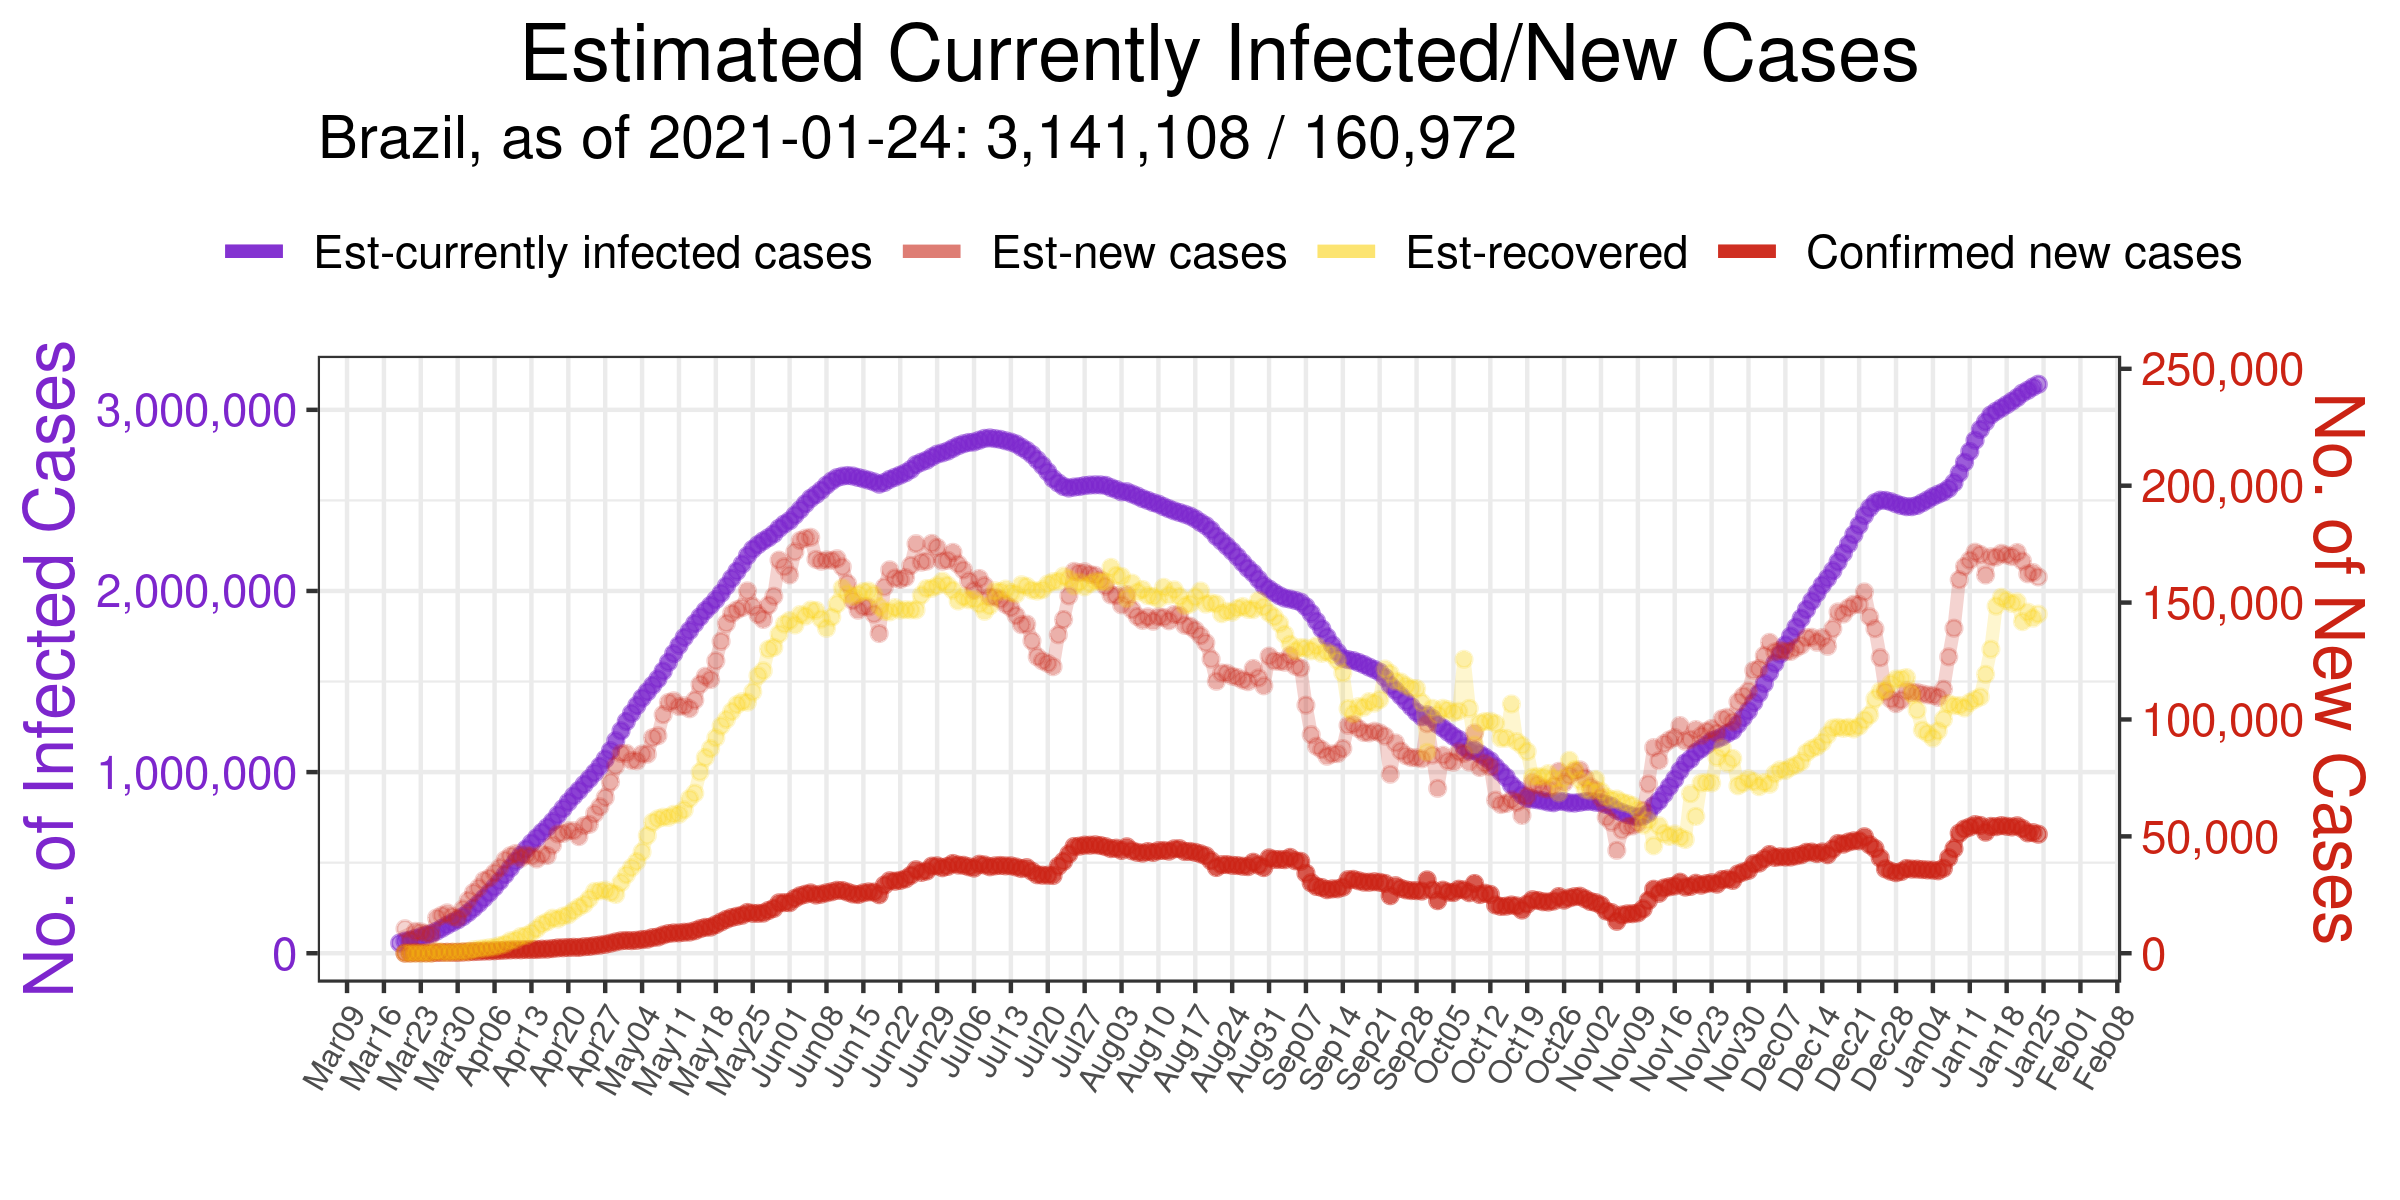 Estimated Currently Infected/New Cases
Brazil, as of 2021-01-24: 3,141,108 / 160,972
Est-currently infected cases Est-new cases Est-recovered Confirmed new cases
No. of Infected Cases
3,000,000
2,000,000
1,000,000
0
250,000
200,000
150,000
100,000
50,000
0
No. of New Cases
Mar09 Mar16 Mar23 Mar30 Apr06 Apr13 Apr20 Apr27 May04 May11 May18 May25 Jun01 Jun08 Jun15 Jun22 Jun29 Jul06 Jul13 Jul20 Jul27 Aug03 Aug10 Aug17 Aug24 Aug31 Sep07 Sep14 Sep21 Sep28 Oct05 Oct12 Oct19 Oct26 Nov02 Nov09 Nov16 Nov23 Nov30 Dec07 Dec14 Dec21 Dec28 Jan04 Jan11 Jan18 Jan25 Feb01 Feb08